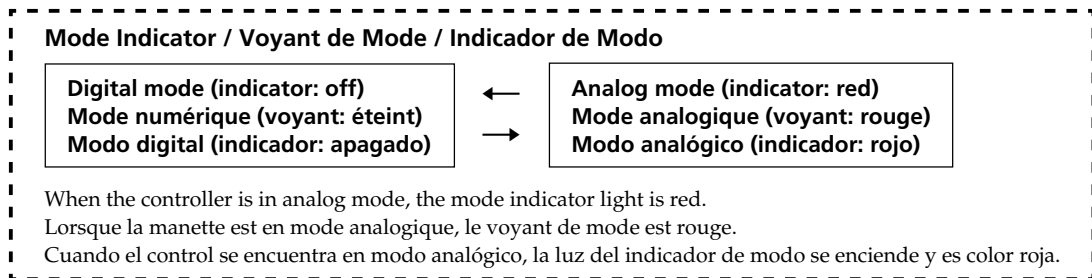 Mode Indicator / Voyant de Mode / Indicador de Modo
Digital mode (indicator: off)
Mode numérique (voyant: éteint)
Modo digital (indicador: apagado)
Analog mode (indicator: red)
Mode analogique (voyant: rouge)
Modo analógico (indicador: rojo)
When the controller is in analog mode, the mode indicator light is red.
Lorsque la manette est en mode analogique, le voyant de mode est rouge.
Cuando el control se encuentra en modo analógico, la luz del indicador de modo se enciende y es color roja.